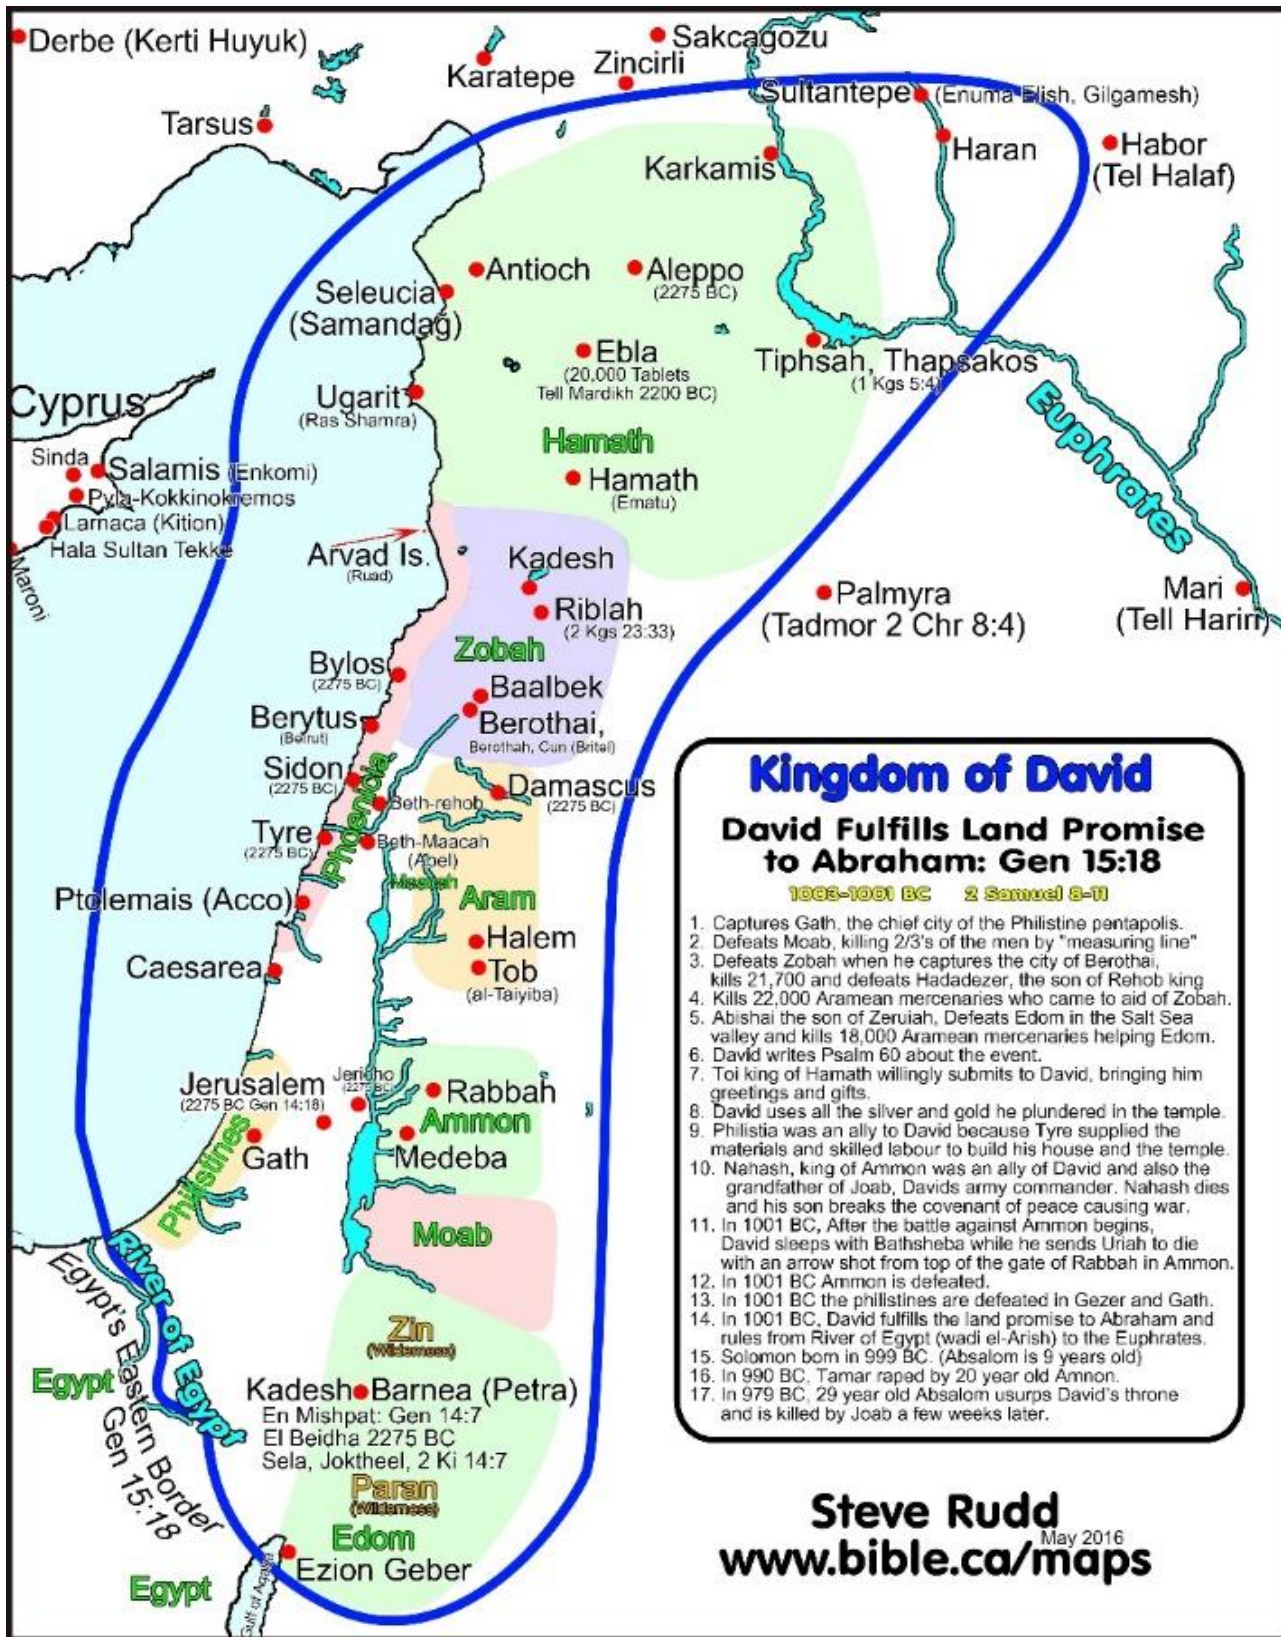 Derbe (Kerti Huyuk)
Karatepe
Sakcagozu
Zincirli
Sultantepe (Enuma Elish, Gilgamesh)
Tarsus
Haran
Habor
(Tel Halaf)
Karkamis
Antioch
Aleppo
(2275 BC)
Seleucia
(Samandağ)
Ebla
(20,000 Tablets
Tell Mardikh 2200 BC)
Tiphsah, Thapsakos
(1 Kgs 5:4)
Ugarit
(Ras Shamra)
Cyprus
Euphrates
Hamath
Sinda
Salamis (Enkomi)
Hamath
(Ematu)
Pyla-Kokkinokremos
Larnaca (Kition)
Hala Sultan Tekke
Maroni
Arvad Is.
(Ruad)
Kadesh
Riblah
(2 Kgs 23:33)
Palmyra
(Tadmor 2 Chr 8:4)
Mari
(Tell Harin)
Zobah
Bylos
(2275 BC)
Baalbek
Berytus
(Beirut)
Berothai,
Berothah, Cun (Britel)
Sidon
(2275 BC)
Damascus
(2275 BC)
Beth-rehob
Phoenicia
Tyre
(2275 BC)
Beth-Maacah
(Abel)
Maacah
Ptolemais (Acco)
Aram
Halem
Caesarea
Tob
(al-Taiyiba)
Jerusalem
(2275 BC Gen 14:18)
Jericho
(2275 BC)
Rabbah
Ammon
Gath
Medeba
Philistines
Moab
River of Egypt
Egypt's Eastern Border
Gen 15:18
Zin
(Wilderness)
Egypt
Kadesh Barnea (Petra)
En Mishpat: Gen 14:7
El Beidha 2275 BC
Sela, Joktheel, 2 Ki 14:7
Paran
(Wilderness)
Edom
Ezion Geber
Egypt
Gulf of Aqaba
Kingdom of David
David Fulfills Land Promise
to Abraham: Gen 15:18
1003-1001 BC 2 Samuel 8-11
1. Captures Gath, the chief city of the Philistine pentapolis.
2. Defeats Moab, killing 2/3's of the men by "measuring line"
3. Defeats Zobah when he captures the city of Berothai,
kills 21,700 and defeats Hadadezer, the son of Rehob king
4. Kills 22,000 Aramean mercenaries who came to aid of Zobah.
5. Abishai the son of Zeruiah, Defeats Edom in the Salt Sea
valley and kills 18,000 Aramean mercenaries helping Edom.
6. David writes Psalm 60 about the event.
7. Toi king of Hamath willingly submits to David, bringing him
greetings and gifts.
8. David uses all the silver and gold he plundered in the temple.
9. Philistia was an ally to David because Tyre supplied the
materials and skilled labour to build his house and the temple.
10. Nahash, king of Ammon was an ally of David and also the
grandfather of Joab, Davids army commander. Nahash dies
and his son breaks the covenant of peace causing war.
11. In 1001 BC, After the battle against Ammon begins,
David sleeps with Bathsheba while he sends Uriah to die
with an arrow shot from top of the gate of Rabbah in Ammon.
12. In 1001 BC Ammon is defeated.
13. In 1001 BC the philistines are defeated in Gezer and Gath.
14. In 1001 BC, David fulfills the land promise to Abraham and
rules from River of Egypt (wadi el-Arish) to the Euphrates.
15. Solomon born in 999 BC. (Absalom is 9 years old)
16. In 990 BC, Tamar raped by 20 year old Amnon.
17. In 979 BC, 29 year old Absalom usurps David's throne
and is killed by Joab a few weeks later.
Steve Rudd
May 2016
www.bible.ca/maps